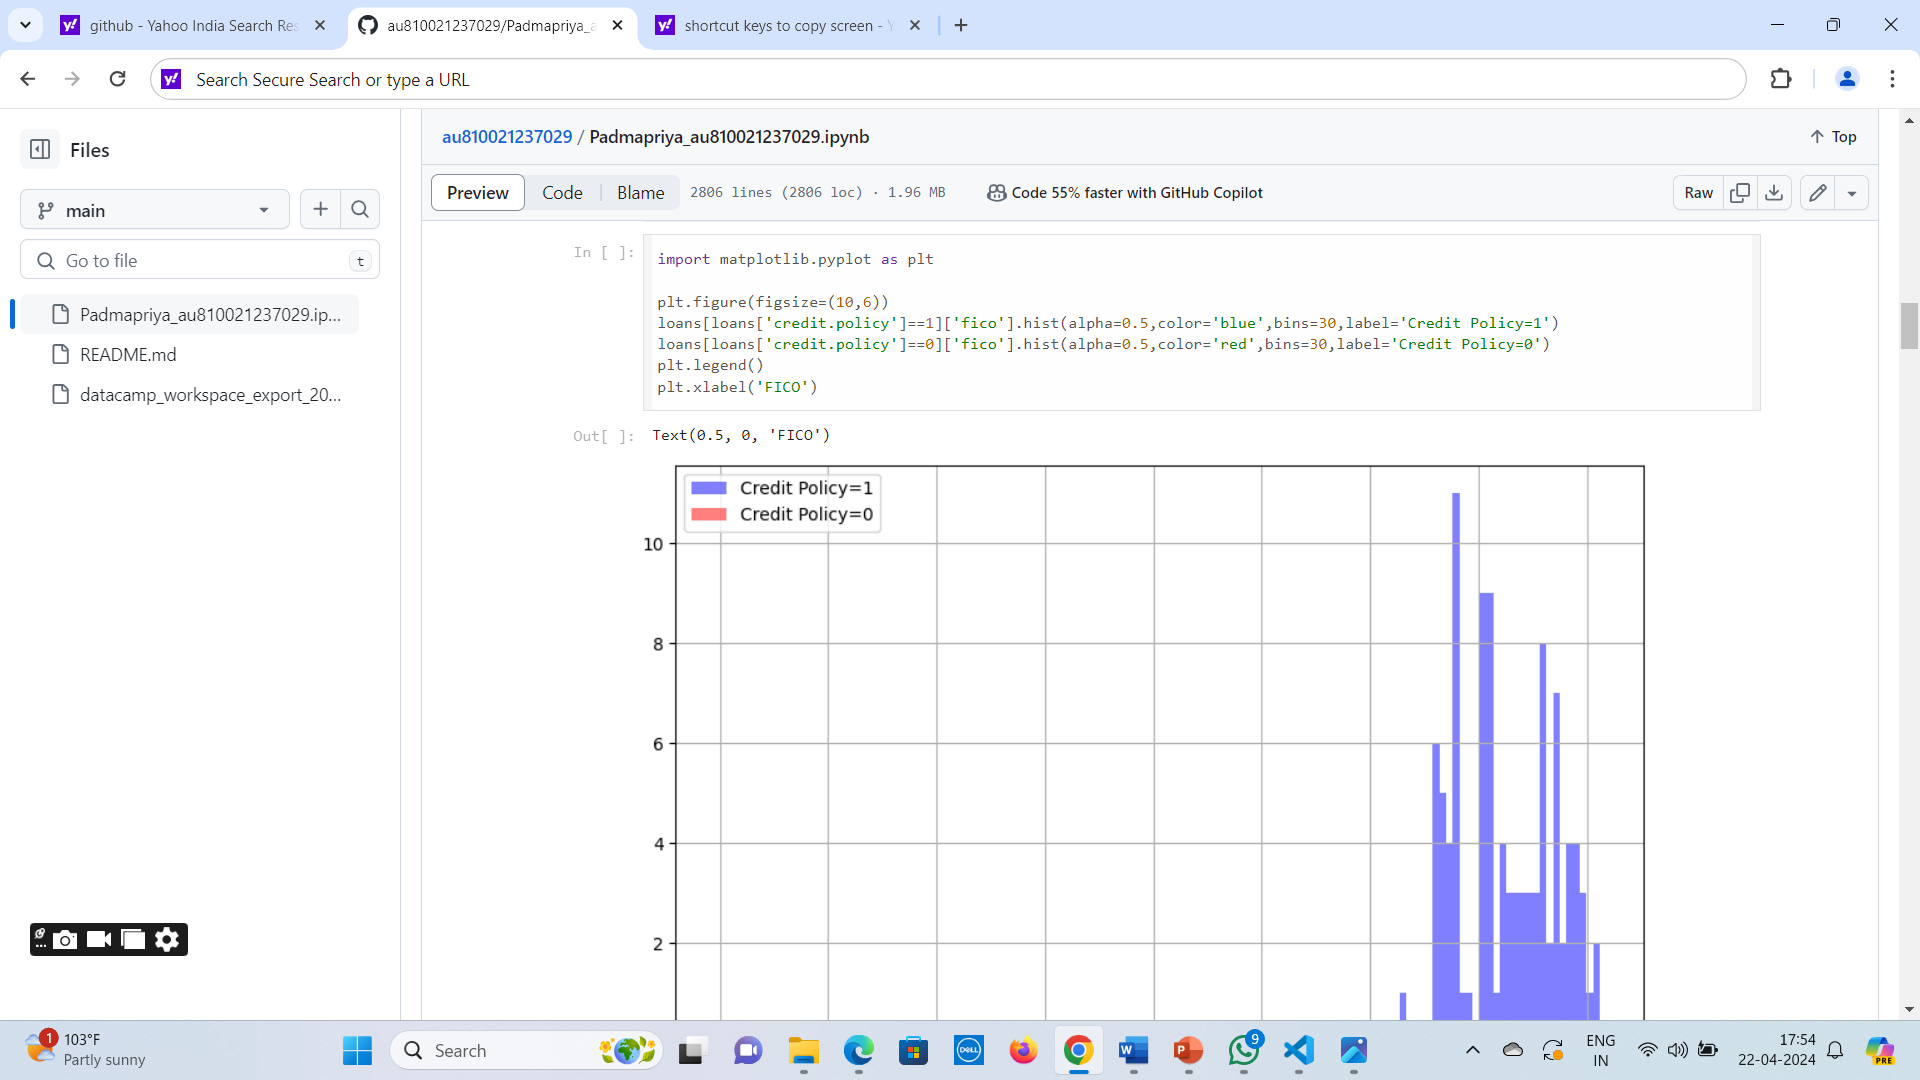 github - Yahoo India Search Res
au810021237029/Padmapriya_a
shortcut keys to copy screen - Y
Search Secure Search or type a URL
Files
main
Go to file
t
Padmapriya_au810021237029.ip...
README.md
datacamp_workspace_export_20...
au810021237029 / Padmapriya_au810021237029.ipynb
Top
Preview
Code
Blame
2806 lines (2806 loc) · 1.96 MB
Code 55% faster with GitHub Copilot
Raw
In [ ]:
import matplotlib.pyplot as plt
plt.figure(figsize=(10,6))
loans[loans['credit.policy']==1]['fico'].hist(alpha=0.5,color='blue',bins=30,label='Credit Policy=1')
loans[loans['credit.policy']==0]['fico'].hist(alpha=0.5,color='red',bins=30,label='Credit Policy=0')
plt.legend()
plt.xlabel('FICO')
Out[ ]:
Text(0.5, 0, 'FICO')
Credit Policy=1
Credit Policy=0
10
8
6
4
2
1
103°F
Partly sunny
Search
DELL
W
P
9
ENG
IN
17:54
22-04-2024
PRE